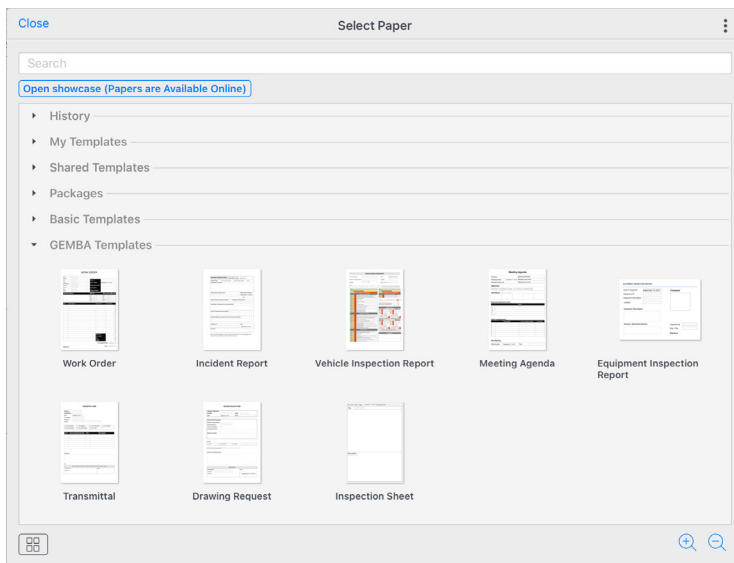 Close
Select Paper
Search
Open showcase (Papers are Available Online)
History
My Templates
Shared Templates
Packages
Basic Templates
GEMBA Templates
WORK ORDER
Meeting Agenda
Work Order
Incident Report
Vehicle Inspection Report
Meeting Agenda
Equipment Inspection
Report
Transmittal
Drawing Request
Inspection Sheet